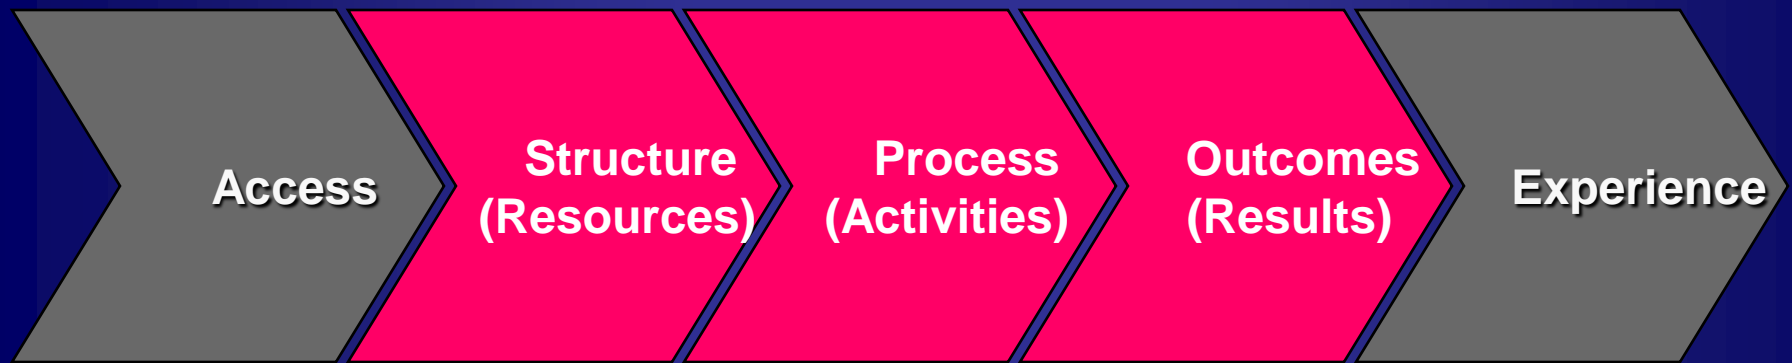 Access
Structure
(Resources)
Process
(Activities)
Outcomes
(Results)
Experience